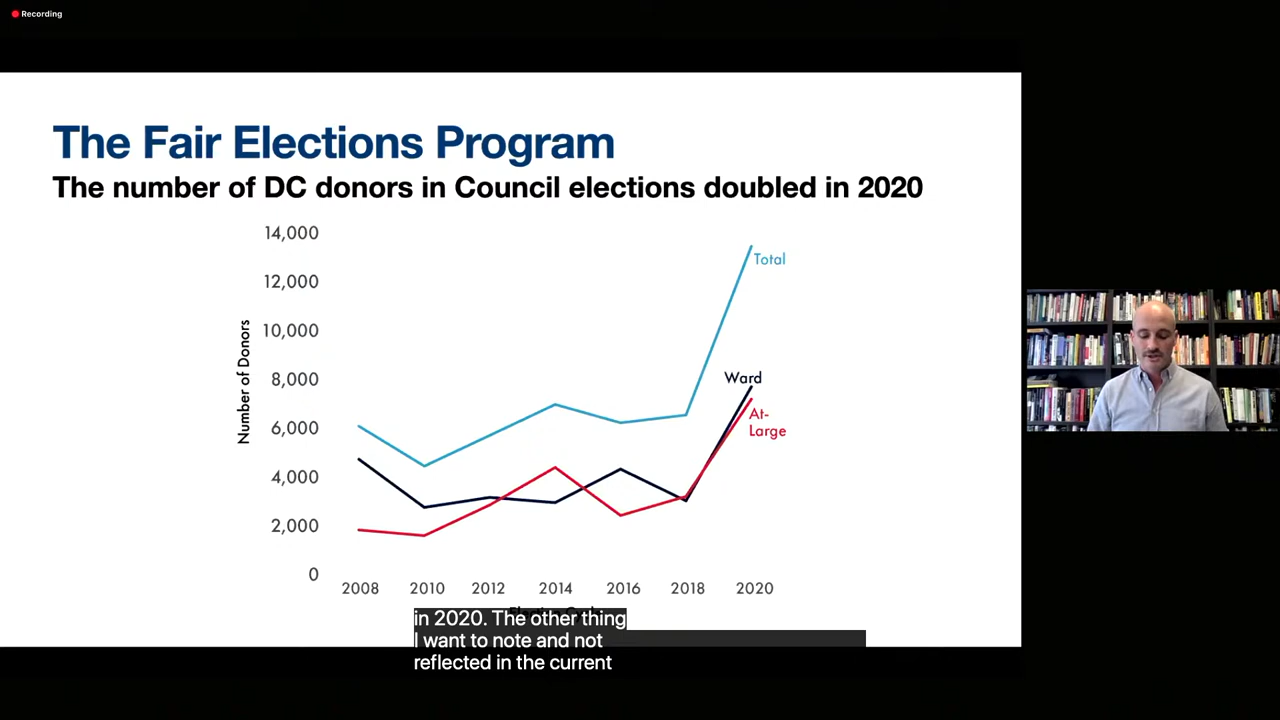 Recording
The Fair Elections Program
The number of DC donors in Council elections doubled in 2020
14,000
12,000
10,000
8,000
6,000
4,000
2,000
0
Number of Donors
Total
Ward
At-
Large
2008 2010 2012 2014 2016 2018 2020
in 2020. The other thing
I want to note and not
reflected in the current